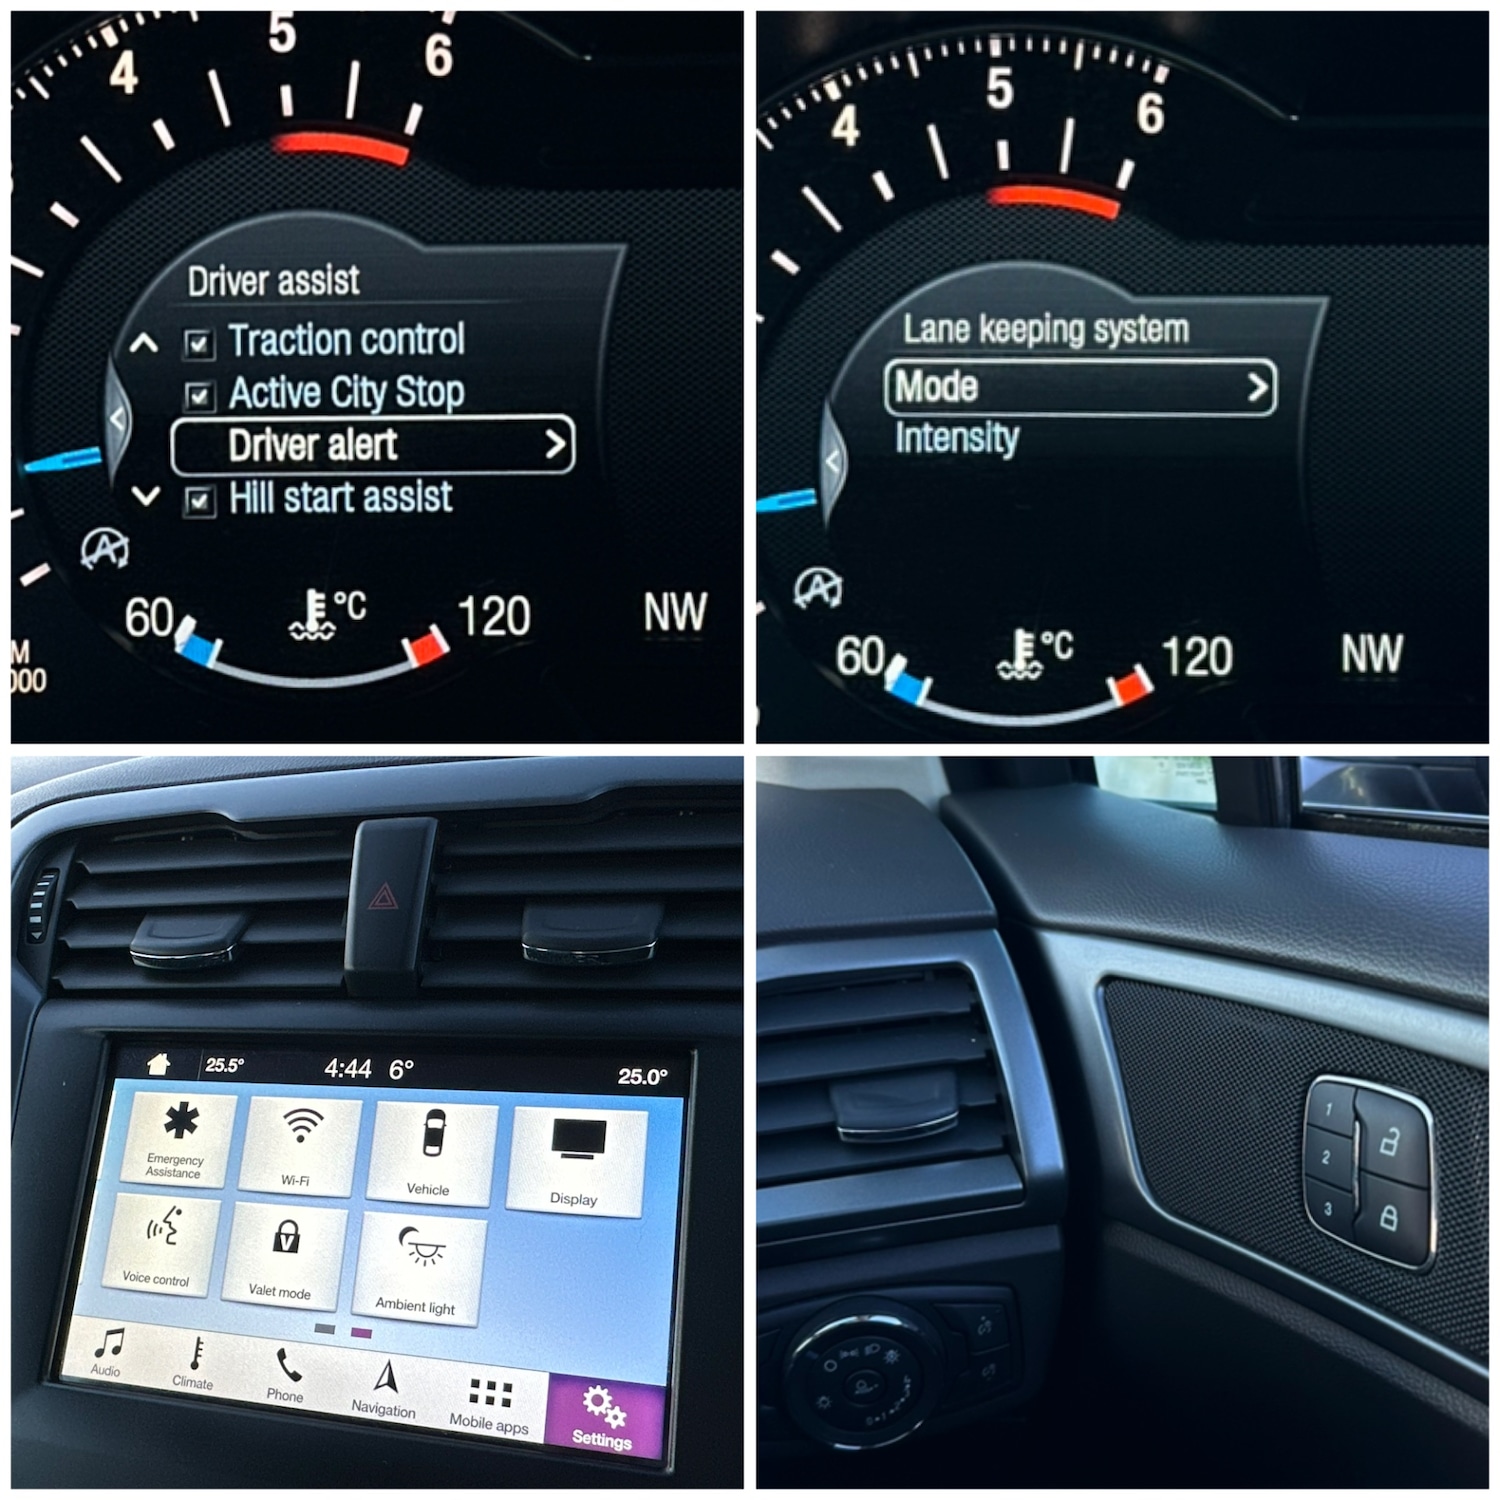 4
5
6
Driver assist
Traction control
Active City Stop
Driver alert
Hill start assist
A
60
°C
120
NW
M
000
4
5
6
Lane keeping system
Mode
Intensity
A
60
°C
120
NW
25.5°
4:44
6°
25.0°
Emergency
Assistance
Wi-Fi
Vehicle
Display
Voice control
V
Valet mode
Ambient light
Audio
Climate
Phone
Navigation
Mobile apps
Settings
1
2
3